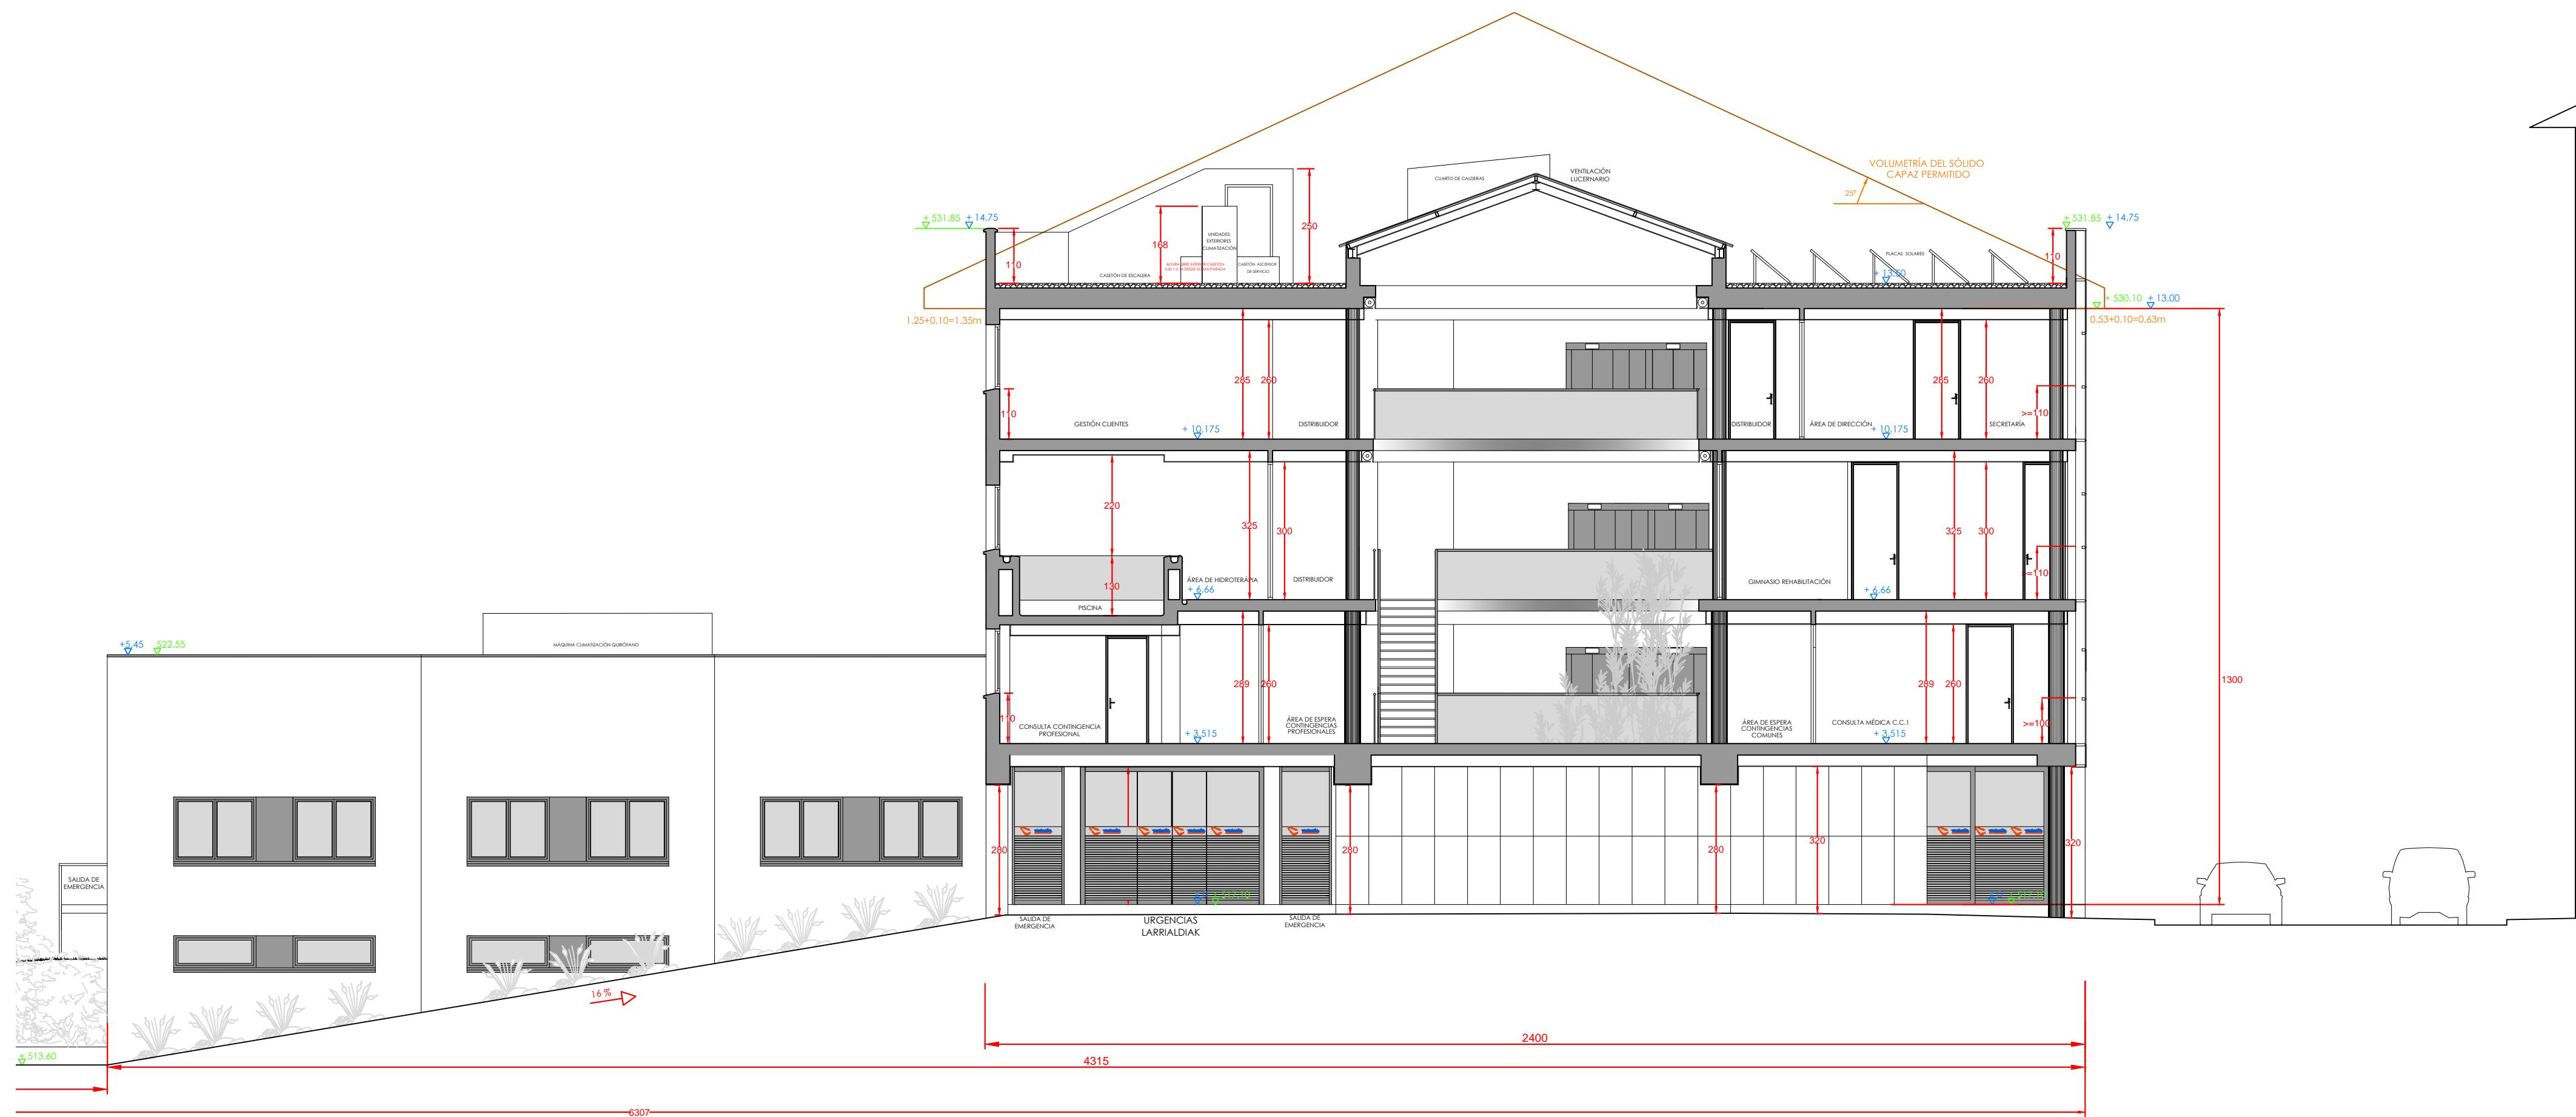 VOLUMETRÍA DEL SÓLIDO
CAPAZ PERMITIDO
25º
VENTILACIÓN
LUCERNARIO
CUARTO DE CALDERAS
+ 531.85 + 14.75
+ 531.85 + 14.75
250
168
110
110
UNIDADES
EXTERIORES
CLIMATIZACIÓN
CASETÓN DE ESCALERA
CASETÓN ASCENSOR
DE SERVICIO
PLACAS SOLARES
+ 13.50
+ 530.10 + 13.00
1.25+0.10=1.35m
0.53+0.10=0.63m
285
260
285
260
110
>=110
GESTIÓN CLIENTES
DISTRIBUIDOR
DISTRIBUIDOR
ÁREA DE DIRECCIÓN
SECRETARÍA
+ 10.175
+ 10.175
220
325
300
325
300
130
>=110
ÁREA DE HIDROTERÁPIA
DISTRIBUIDOR
GIMNASIO REHABILITACIÓN
+ 6.66
+ 6.66
PISCINA
MÁQUINA CLIMATIZACIÓN QUIRÓFANO
+5.45 522.55
289
260
289
260
1300
110
>=100
CONSULTA CONTINGENCIA
PROFESIONAL
ÁREA DE ESPERA
CONTINGENCIAS
PROFESIONALES
ÁREA DE ESPERA
CONTINGENCIAS
COMUNES
CONSULTA MÉDICA C.C.1
+ 3.515
+ 3.515
280
280
280
320
320
SALIDA DE
EMERGENCIA
SALIDA DE
EMERGENCIA
URGENCIAS
LARRIALDIAK
SALIDA DE
EMERGENCIA
16 %
+ 513.60
2400
4315
6307